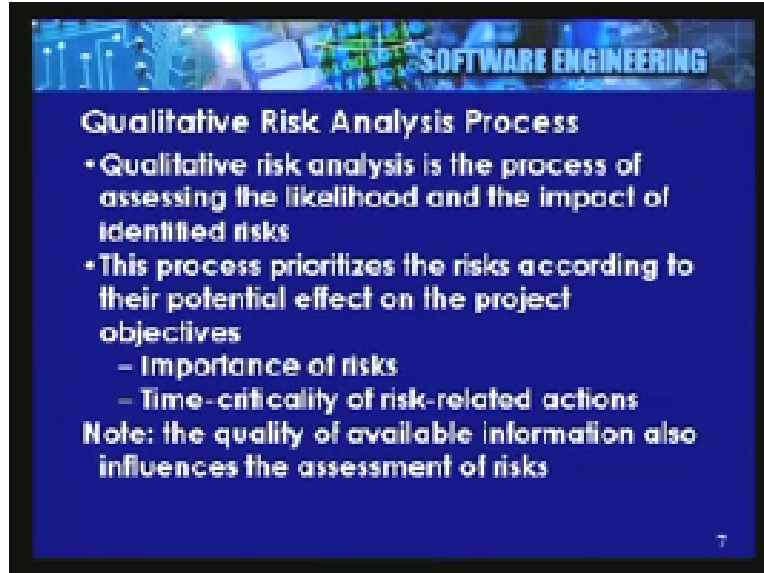 SOFTWARE ENGINEERING
Qualitative Risk Analysis Process
•Qualitative risk analysis is the process of
assessing the likelihood and the impact of
identified risks
•This process prioritizes the risks according to
their potential effect on the project
objectives
– Importance of risks
– Time-criticality of risk-related actions
Note: the quality of available information also
influences the assessment of risks
7